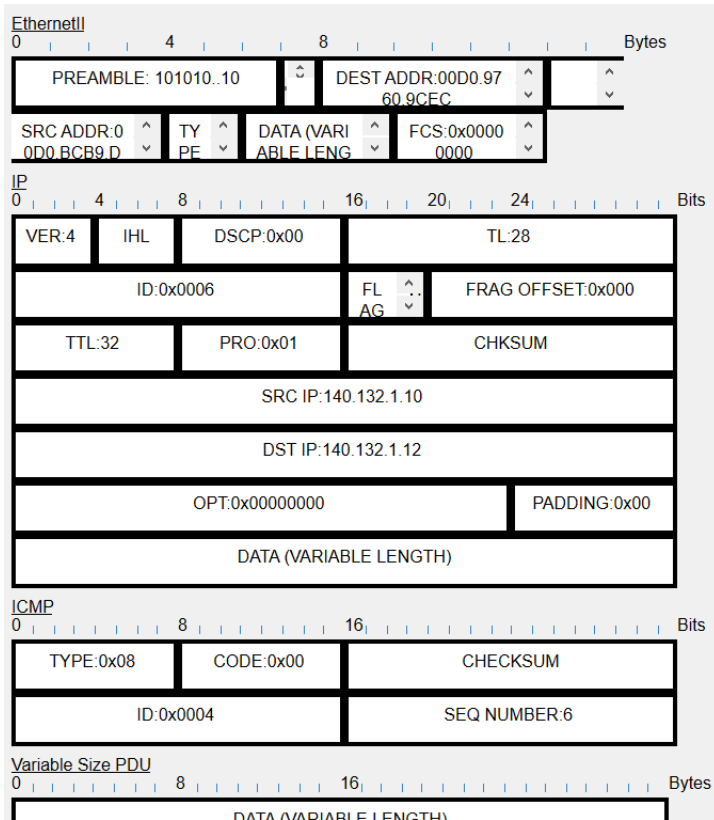 EthernetII
0 4 8 Bytes
PREAMBLE: 101010..10
DEST ADDR:00D0.97
60.9CEC
SRC ADDR:0
0D0.BCB9.D
TY
PE
DATA (VARI
ABLE LENG
FCS:0x0000
0000
IP
0 4 8 16 20 24 Bits
VER:4 IHL DSCP:0x00 TL:28
ID:0x0006
FL
AG
FRAG OFFSET:0x000
TTL:32 PRO:0x01 CHKSUM
SRC IP:140.132.1.10
DST IP:140.132.1.12
OPT:0x00000000 PADDING:0x00
DATA (VARIABLE LENGTH)
ICMP
0 8 16 Bits
TYPE:0x08 CODE:0x00 CHECKSUM
ID:0x0004 SEQ NUMBER:6
Variable Size PDU
0 8 16 Bytes
DATA (VARIABLE LENGTH)